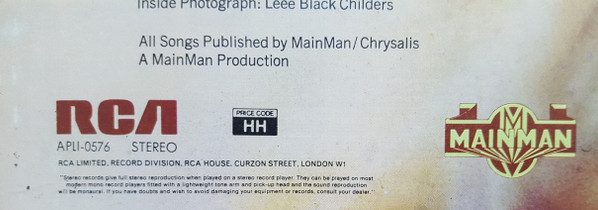 Inside Photograph: Leee Black Childers
All Songs Published by MainMan/Chrysalis
A MainMan Production
RCA
APLI-0576 STEREO
PRICE CODE
HH
MAINMAN
RCA LIMITED, RECORD DIVISION, RCA HOUSE, CURZON STREET, LONDON W1
"Stereo records give full stereo reproduction when played on a stereo record player. They can be played on most
modern mono record players fitted with a lightweight tone arm and pick-up head and the sound reproduction
will be monaural. If you have doubts and wish to avoid damaging your equipment or records, consult your dealer."